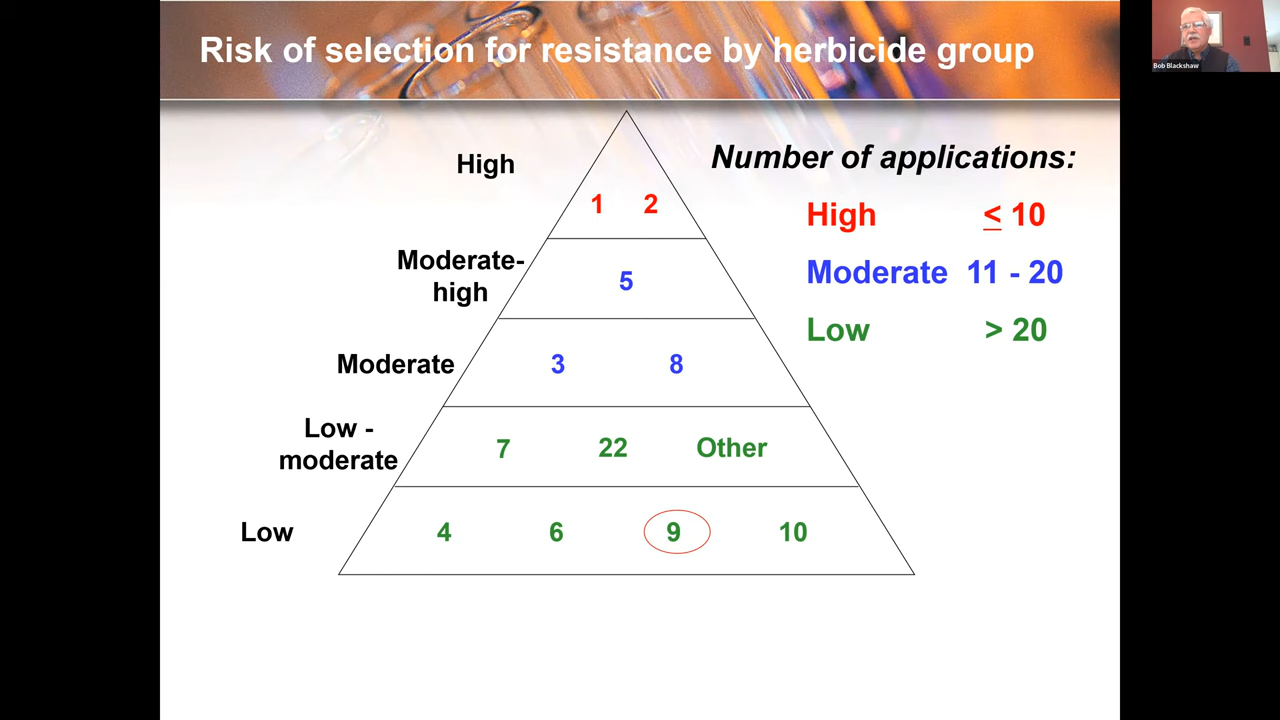 Risk of selection for resistance by herbicide group
Bob Blackshaw
Number of applications:
High ≤ 10
Moderate 11 - 20
Low > 20
High
1 2
Moderate-
high
5
Moderate
3 8
Low -
moderate
7 22 Other
Low
4 6 9 10